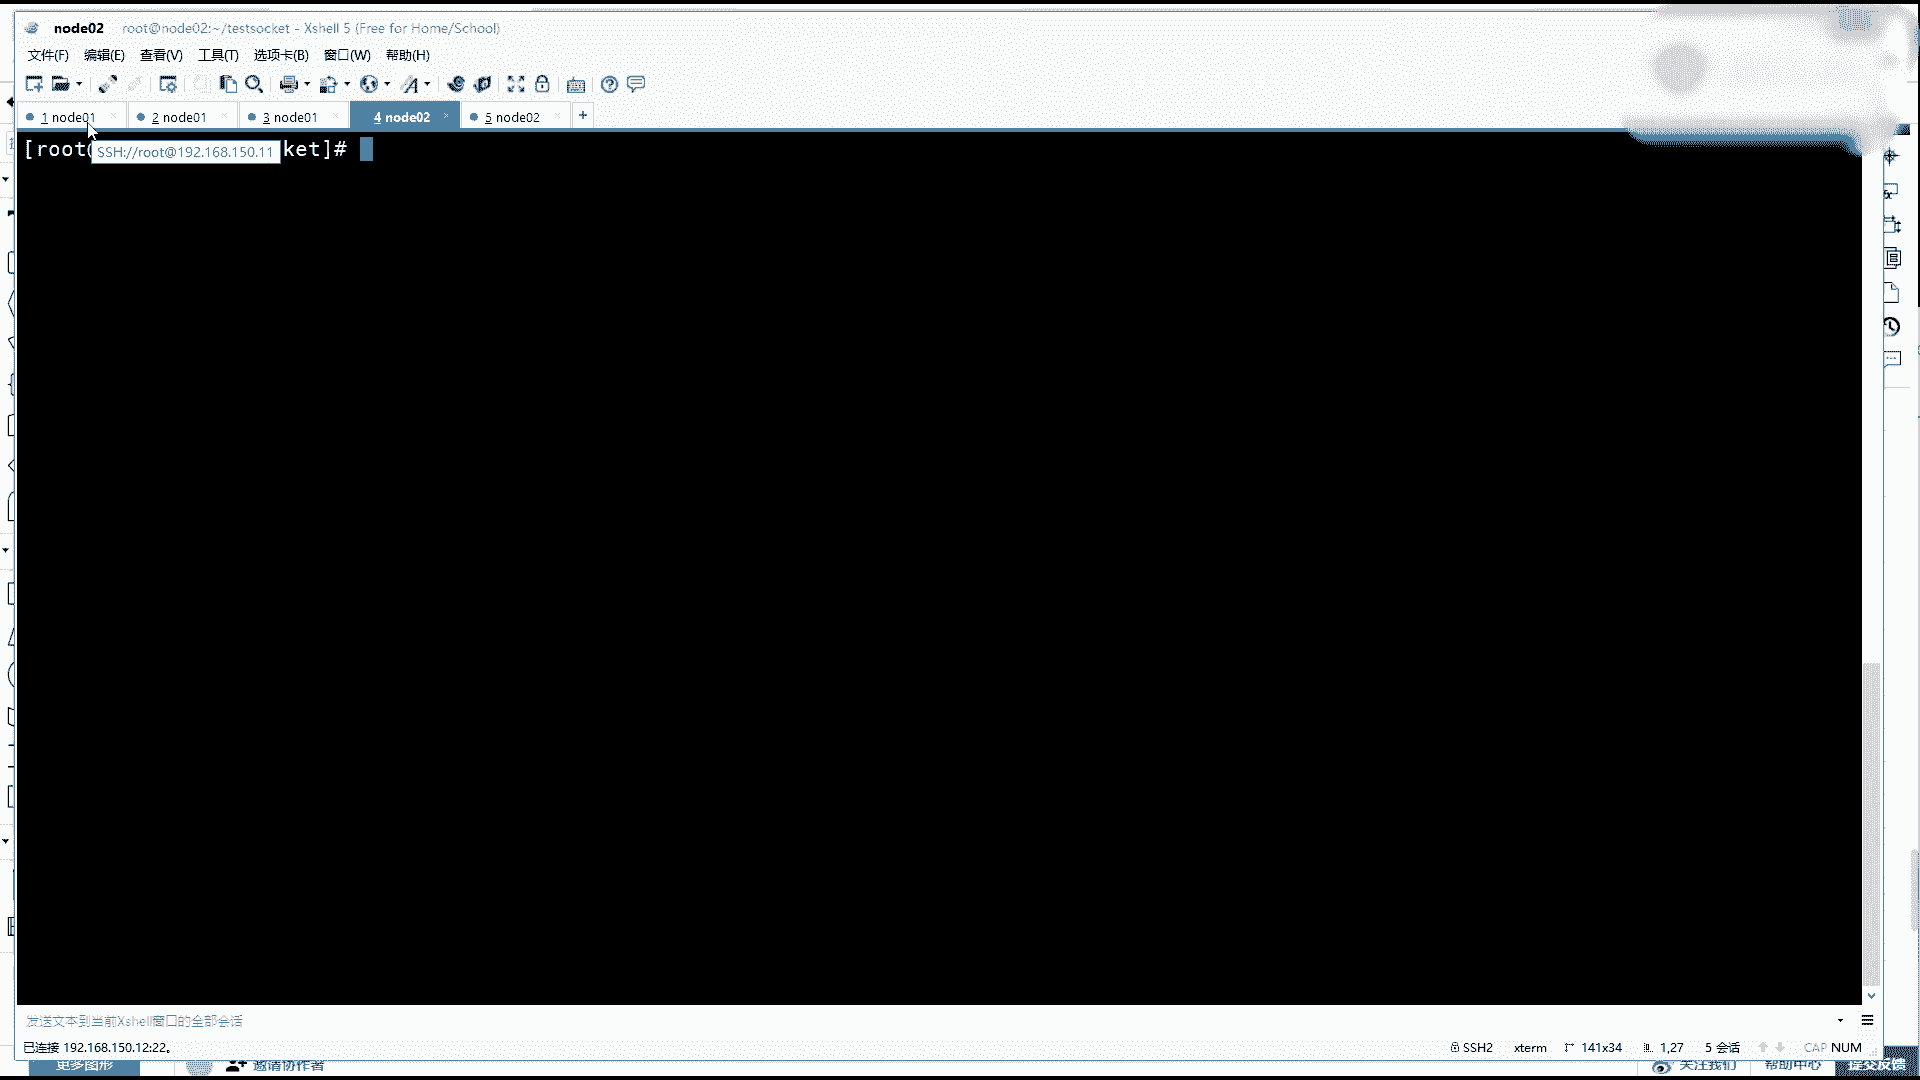 node02 root@node02:~/testsocket - Xshell 5 (Free for Home/School)
文件(F) 编辑(E) 查看(V) 工具(T) 选项卡(B) 窗口(W) 帮助(H)
1 node01 2 node01 3 node01 4 node02 5 node02 +
[root ket]#
SSH://root@192.168.150.11
发送文本到当前Xshell窗口的全部会话
已连接 192.168.150.12:22。 SSH2 xterm 141x34 1,27 5 会话 CAP NUM
更多图形 邀请协作者 关注我们 帮助中心 提交反馈